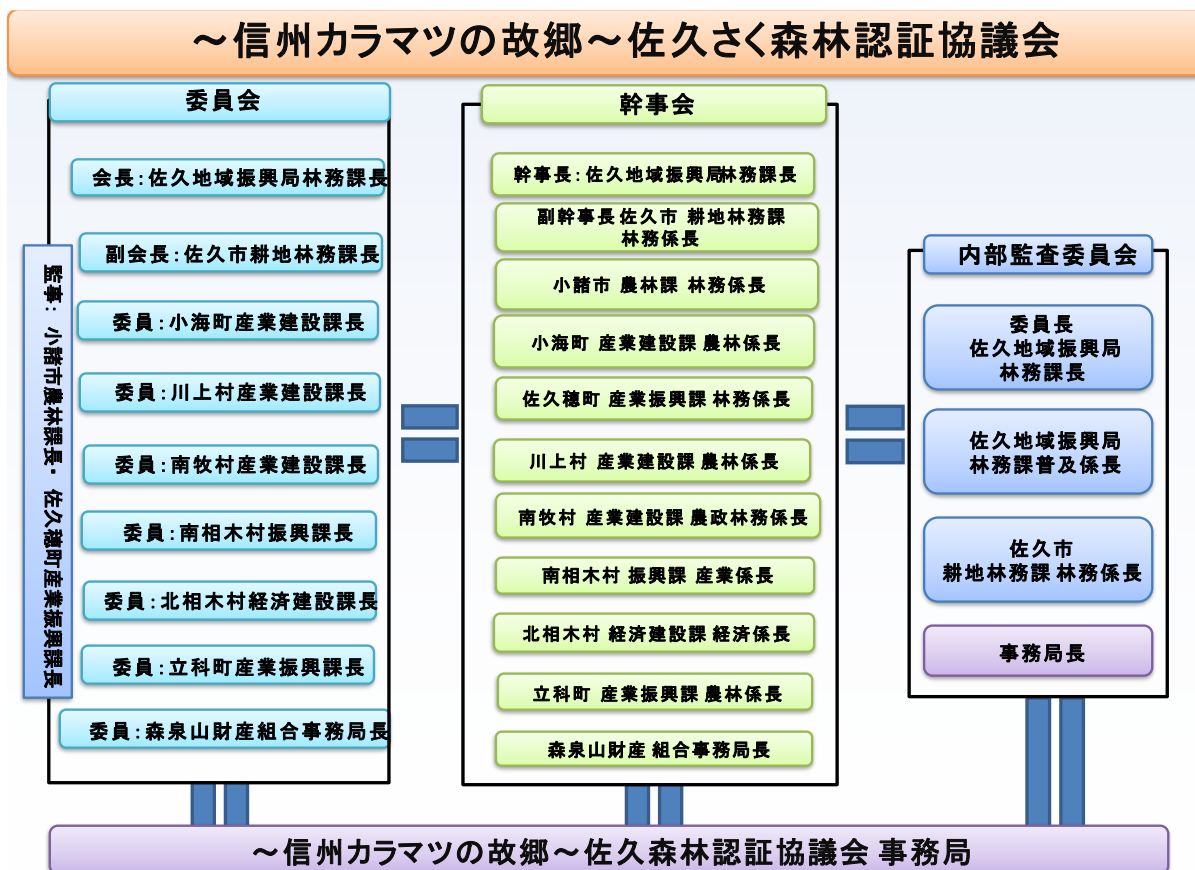 ～信州カラマツの故郷～佐久さく森林認証協議会
委員会
会長：佐久地域振興局林務課長
副会長：佐久市耕地林務課長
委員：小海町産業建設課長
委員：川上村産業建設課長
委員：南牧村産業建設課長
委員：南相木村振興課長
委員：北相木村経済建設課長
委員：立科町産業振興課長
委員：森泉山財産組合事務局長
監事：小諸市農林課長・佐久穂町産業振興課長
幹事会
幹事長：佐久地域振興局林務課長
副幹事長佐久市 耕地林務課
林務係長
小諸市 農林課 林務係長
小海町 産業建設課 農林係長
佐久穂町 産業振興課 林務係長
川上村 産業建設課 農林係長
南牧村 産業建設課 農政林務係長
南相木村 振興課 産業係長
北相木村 経済建設課 経済係長
立科町 産業振興課 農林係長
森泉山財産 組合事務局長
内部監査委員会
委員長
佐久地域振興局
林務課長
佐久地域振興局
林務課普及係長
佐久市
耕地林務課 林務係長
事務局長
～信州カラマツの故郷～佐久森林認証協議会 事務局